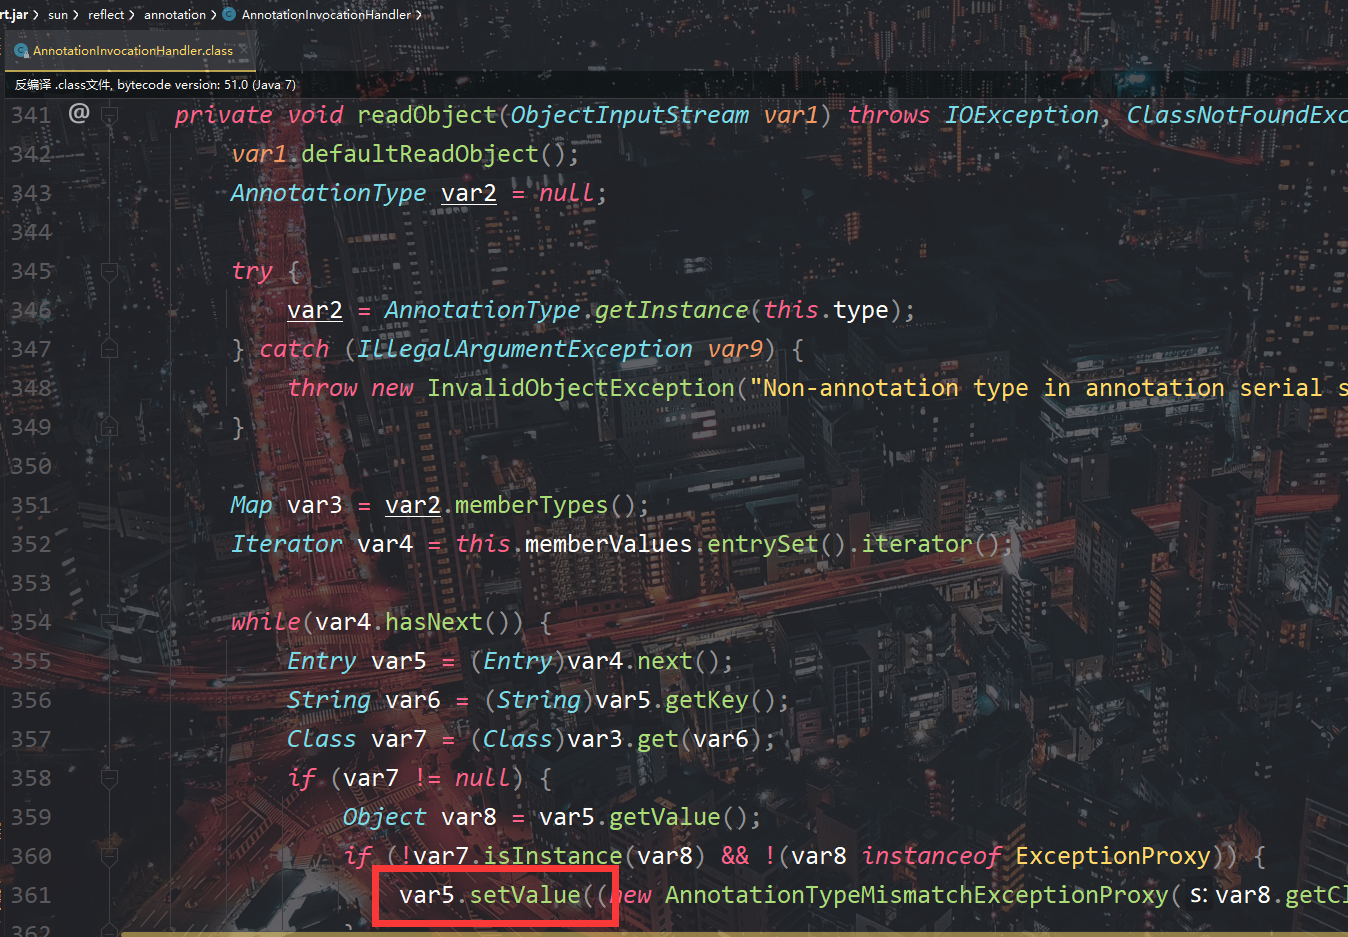 rt.jar sun reflect annotation AnnotationInvocationHandler
AnnotationInvocationHandler.class
反编译 .class文件, bytecode version: 51.0 (Java 7)
341 @ private void readObject(ObjectInputStream var1) throws IOException, ClassNotFoundExc
342 var1.defaultReadObject();
343 AnnotationType var2 = null;
344
345 try {
346 var2 = AnnotationType.getInstance(this.type);
347 } catch (IllegalArgumentException var9) {
348 throw new InvalidObjectException("Non-annotation type in annotation serial s
349 }
350
351 Map var3 = var2.memberTypes();
352 Iterator var4 = this.memberValues.entrySet().iterator();
353
354 while(var4.hasNext()) {
355 Entry var5 = (Entry)var4.next();
356 String var6 = (String)var5.getKey();
357 Class var7 = (Class)var3.get(var6);
358 if (var7 != null) {
359 Object var8 = var5.getValue();
360 if (!var7.isInstance(var8) && !(var8 instanceof ExceptionProxy)) {
361 var5.setValue((new AnnotationTypeMismatchExceptionProxy( s: var8.getCl
362 }